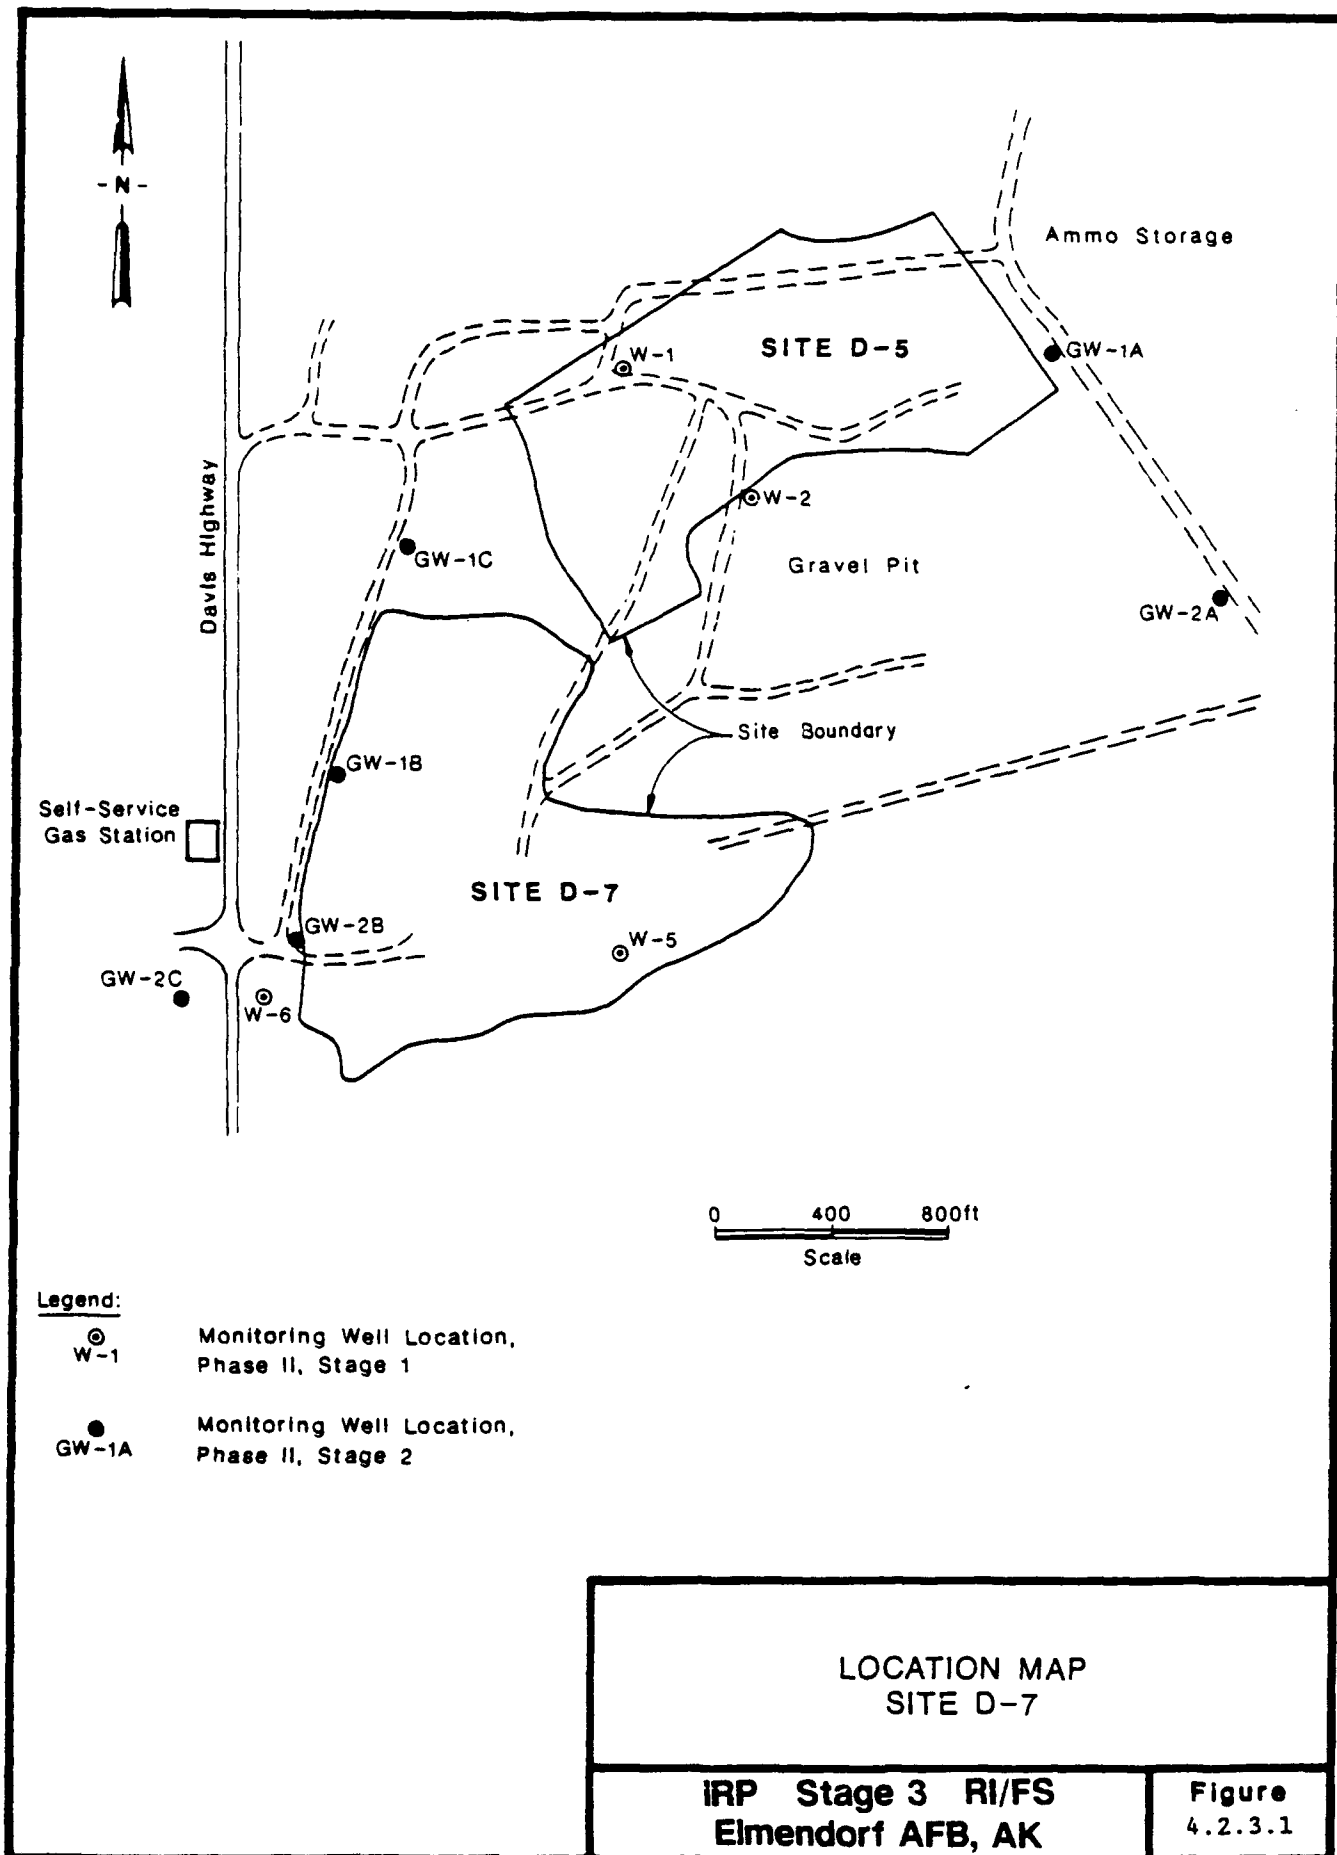 - N -
Ammo Storage
SITE D-5
W-1
GW-1A
W-2
Davis Highway
GW-1C
Gravel Pit
GW-2A
Site Boundary
GW-1B
Self-Service
Gas Station
SITE D-7
GW-2B
W-5
GW-2C
W-6
0 400 800ft
Scale
Legend:
W-1
Monitoring Well Location,
Phase II, Stage 1
GW-1A
Monitoring Well Location,
Phase II, Stage 2
LOCATION MAP
SITE D-7
IRP Stage 3 RI/FS
Elmendorf AFB, AK
Figure
4.2.3.1